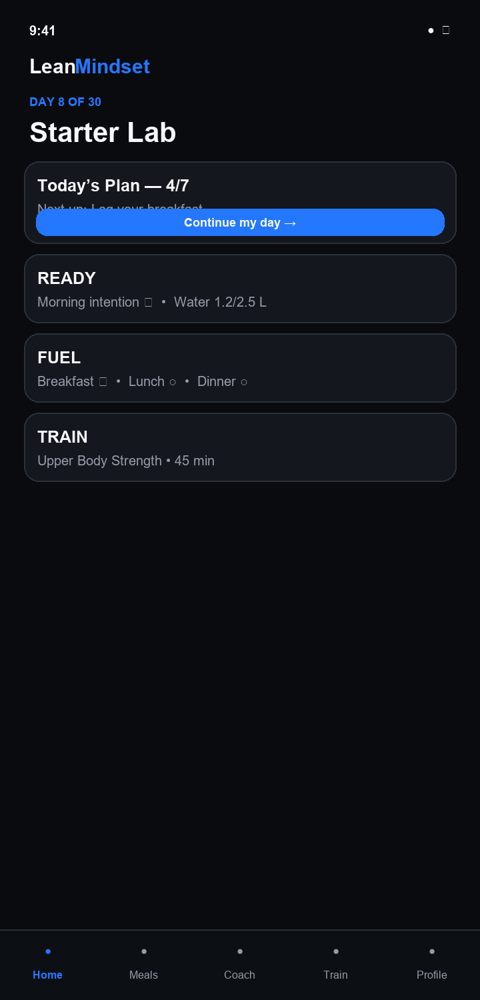 9:41
LeanMindset
DAY 8 OF 30
Starter Lab
Today’s Plan — 4/7
Next up: Log your breakfast
Continue my day →
READY
Morning intention □ • Water 1.2/2.5 L
FUEL
Breakfast □ • Lunch ○ • Dinner ○
TRAIN
Upper Body Strength • 45 min
Home Meals Coach Train Profile